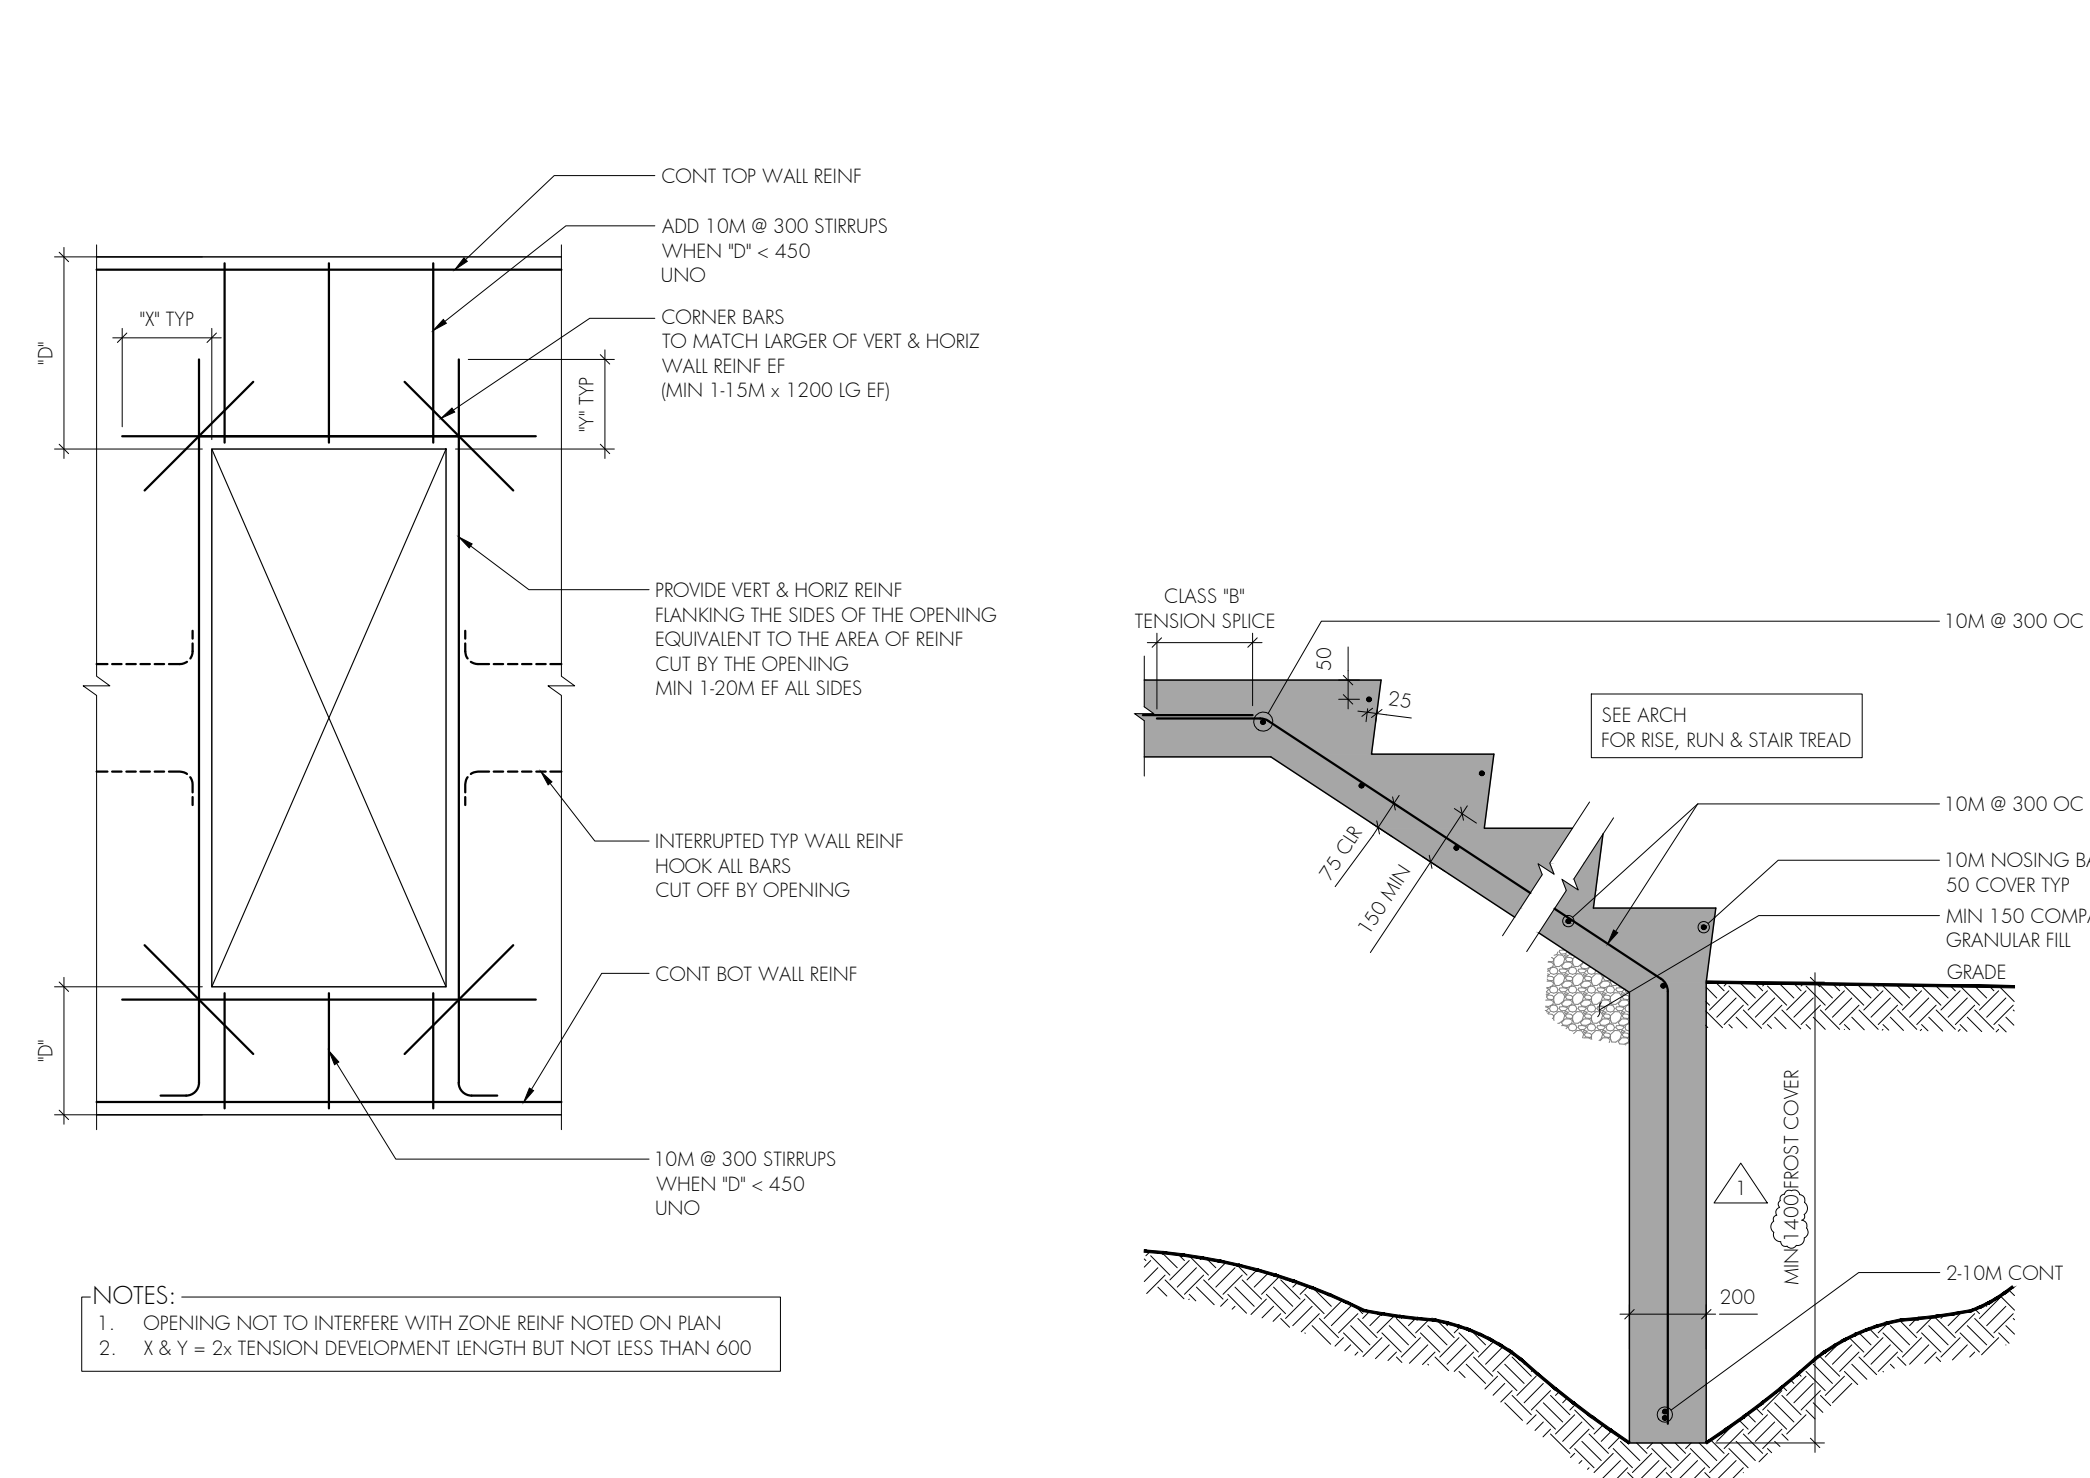 CONT TOP WALL REINF
ADD 10M @ 300 STIRRUPS
WHEN "D" < 450
UNO
"X" TYP
"D"
CORNER BARS
TO MATCH LARGER OF VERT & HORIZ
WALL REINF EF
(MIN 1-15M x 1200 LG EF)
"Y" TYP
PROVIDE VERT & HORIZ REINF
FLANKING THE SIDES OF THE OPENING
EQUIVALENT TO THE AREA OF REINF
CUT BY THE OPENING
MIN 1-20M EF ALL SIDES
INTERRUPTED TYP WALL REINF
HOOK ALL BARS
CUT OFF BY OPENING
CONT BOT WALL REINF
"D"
10M @ 300 STIRRUPS
WHEN "D" < 450
UNO
NOTES:
1. OPENING NOT TO INTERFERE WITH ZONE REINF NOTED ON PLAN
2. X & Y = 2x TENSION DEVELOPMENT LENGTH BUT NOT LESS THAN 600
CLASS "B"
TENSION SPLICE
10M @ 300 OC
50
25
SEE ARCH
FOR RISE, RUN & STAIR TREAD
10M @ 300 OC
75 CLR
150 MIN
10M NOSING
50 COVER TYP
MIN 150
GRANULAR FILL
GRADE
MIN 1400 FROST COVER
1
2-10M CONT
200